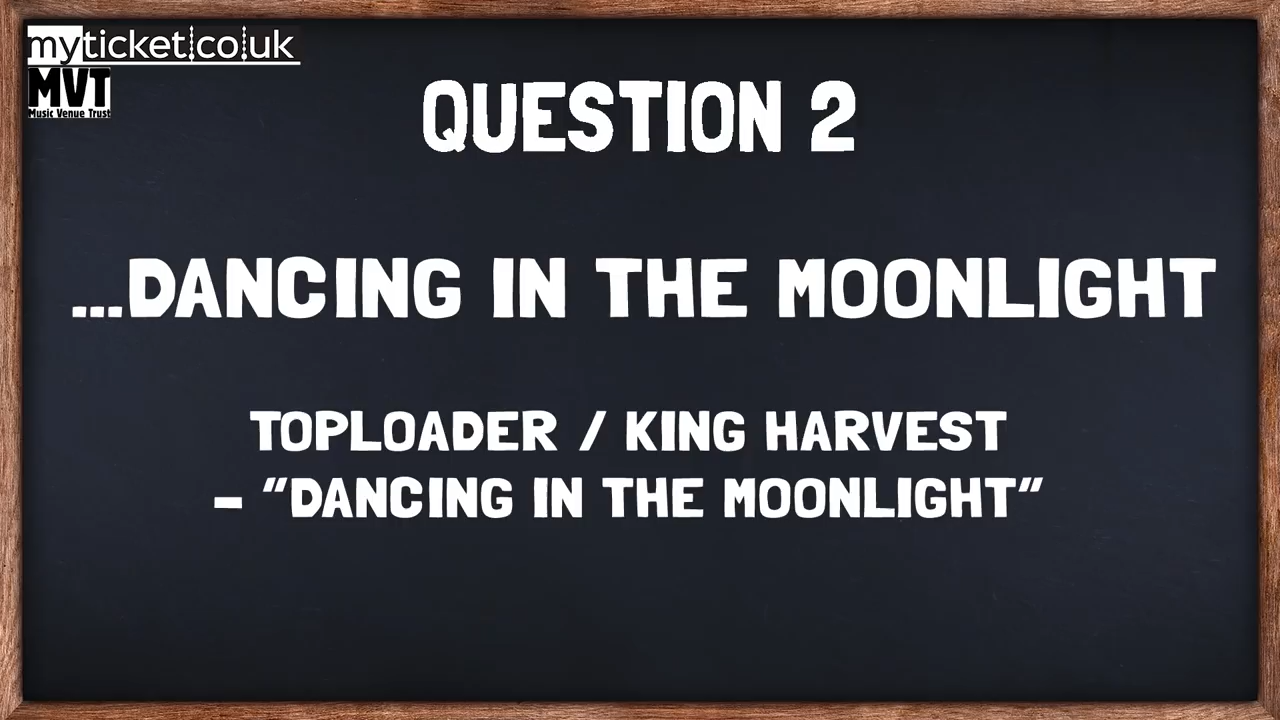 myticket.co.uk
MVT
Music Venue Trust
QUESTION 2
...DANCING IN THE MOONLIGHT
TOPLOADER / KING HARVEST
- "DANCING IN THE MOONLIGHT"